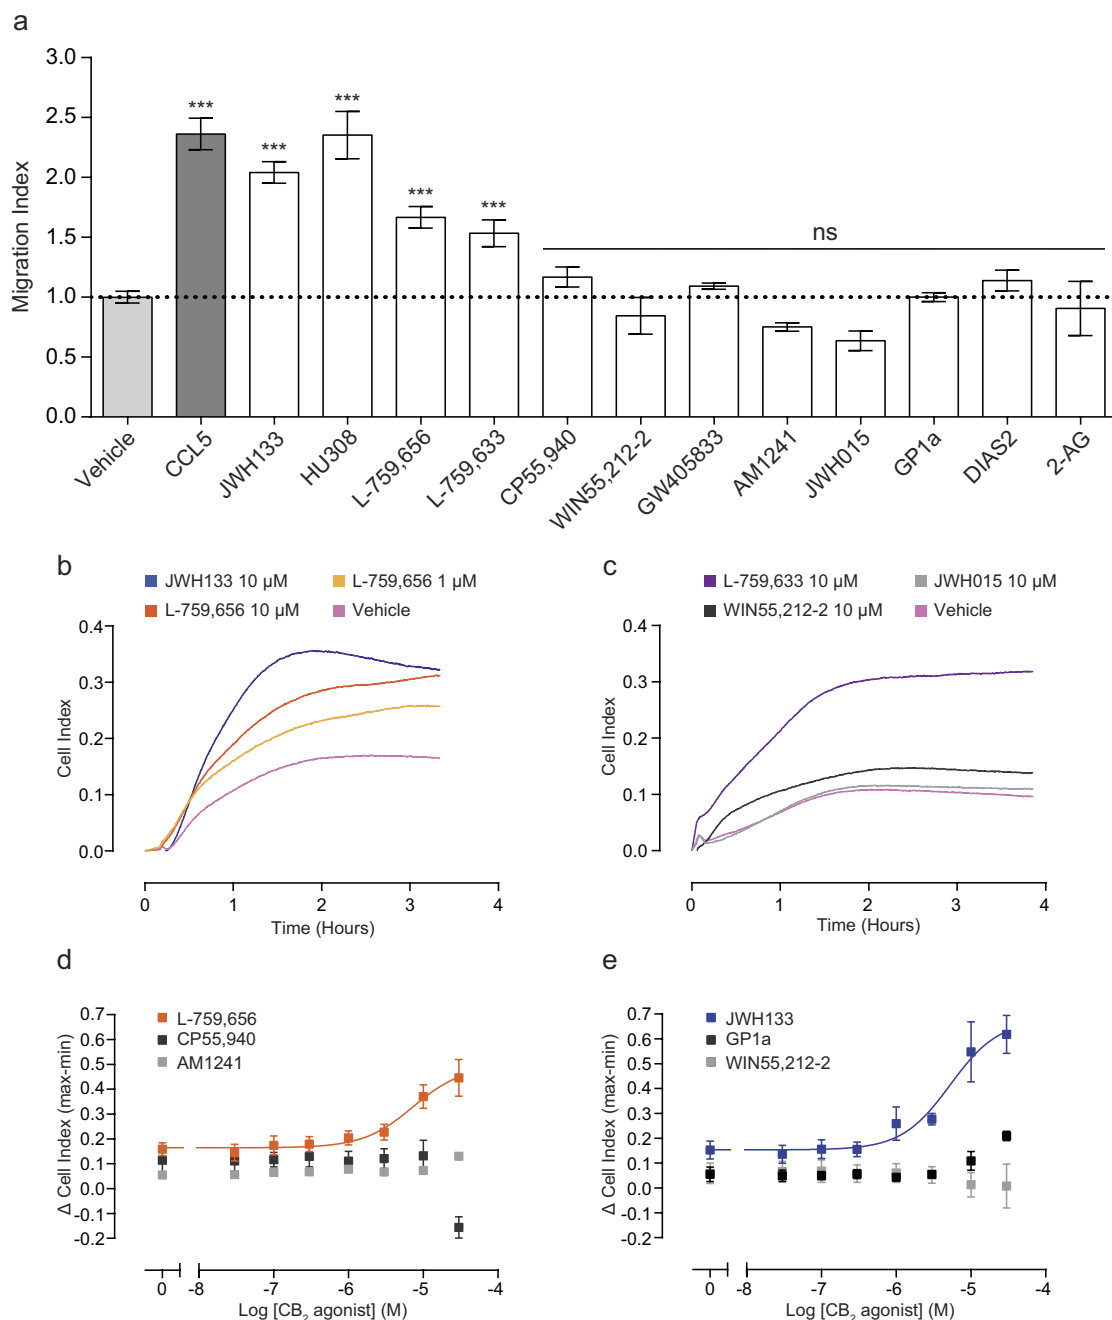 a
3.0
2.5
2.0
1.5
1.0
0.5
0.0
Migration Index
***
***
***
***
***
ns
Vehicle
CCL5
JWH133
HU308
L-759,656
L-759,633
CP55,940
WIN55,212-2
GW405833
AM1241
JWH015
GP1a
DIAS2
2-AG
b
JWH133 10 µM
L-759,656 1 µM
L-759,656 10 µM
Vehicle
0.4
0.3
0.2
0.1
0.0
Cell Index
0 1 2 3 4
Time (Hours)
c
L-759,633 10 µM
JWH015 10 µM
WIN55,212-2 10 µM
Vehicle
0.4
0.3
0.2
0.1
0.0
Cell Index
0 1 2 3 4
Time (Hours)
d
L-759,656
CP55,940
AM1241
0.7
0.6
0.5
0.4
0.3
0.2
0.1
0.0
-0.1
-0.2
Δ Cell Index (max-min)
0 -8 -7 -6 -5 -4
Log [CB₂ agonist] (M)
e
JWH133
GP1a
WIN55,212-2
0.7
0.6
0.5
0.4
0.3
0.2
0.1
0.0
-0.1
-0.2
Δ Cell Index (max-min)
0 -8 -7 -6 -5 -4
Log [CB₂ agonist] (M)